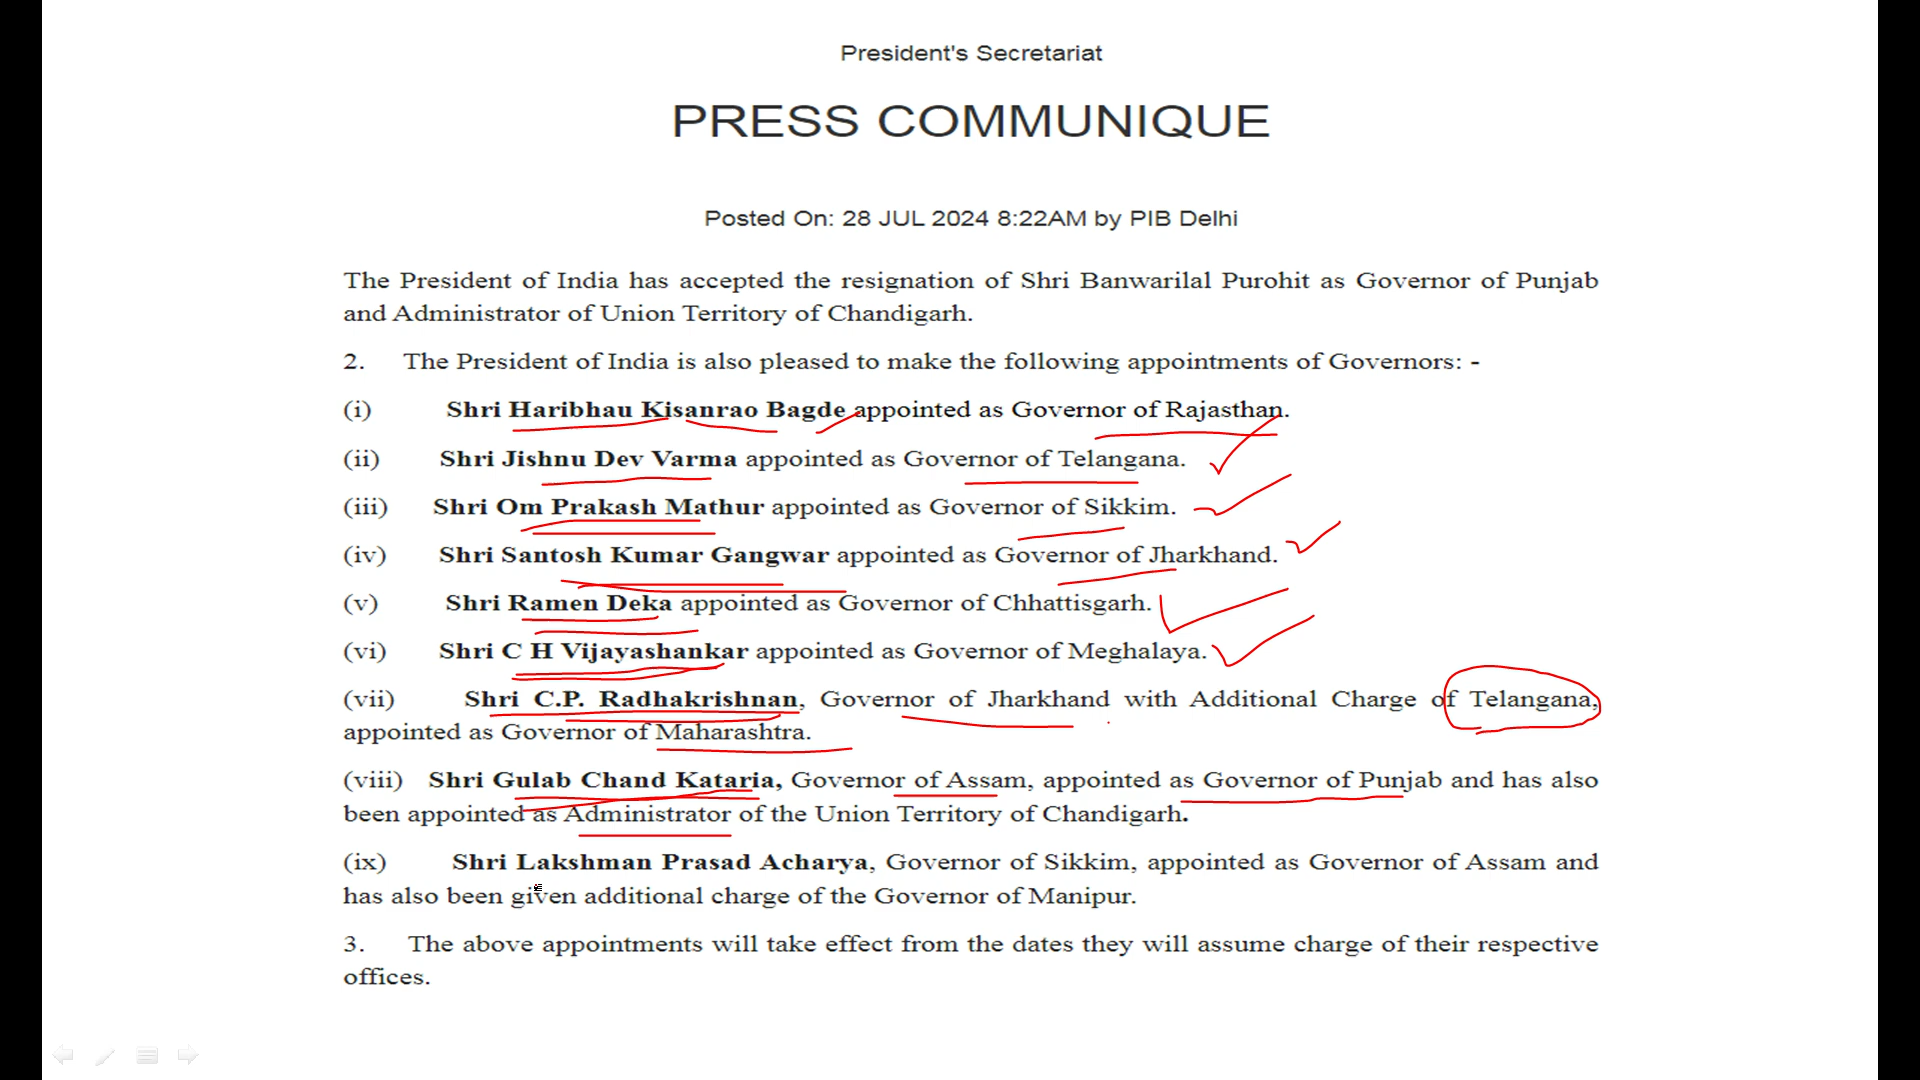 President's Secretariat
PRESS COMMUNIQUE
Posted On: 28 JUL 2024 8:22AM by PIB Delhi
The President of India has accepted the resignation of Shri Banwarilal Purohit as Governor of Punjab
and Administrator of Union Territory of Chandigarh.
2. The President of India is also pleased to make the following appointments of Governors: -
(i) Shri Haribhau Kisanrao Bagde appointed as Governor of Rajasthan.
(ii) Shri Jishnu Dev Varma appointed as Governor of Telangana.
(iii) Shri Om Prakash Mathur appointed as Governor of Sikkim.
(iv) Shri Santosh Kumar Gangwar appointed as Governor of Jharkhand.
(v) Shri Ramen Deka appointed as Governor of Chhattisgarh.
(vi) Shri C H Vijayashankar appointed as Governor of Meghalaya.
(vii) Shri C.P. Radhakrishnan, Governor of Jharkhand with Additional Charge of Telangana,
appointed as Governor of Maharashtra.
(viii) Shri Gulab Chand Kataria, Governor of Assam, appointed as Governor of Punjab and has also
been appointed as Administrator of the Union Territory of Chandigarh.
(ix) Shri Lakshman Prasad Acharya, Governor of Sikkim, appointed as Governor of Assam and
has also been given additional charge of the Governor of Manipur.
3. The above appointments will take effect from the dates they will assume charge of their respective
offices.